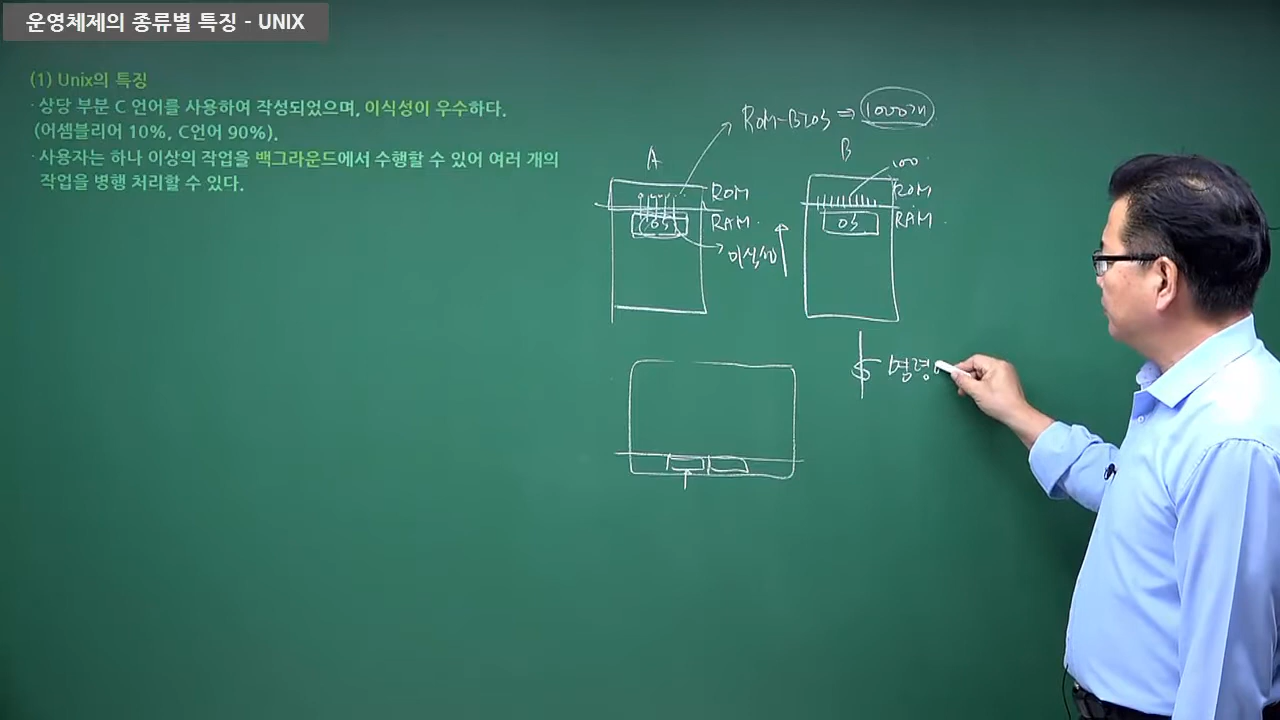 운영체제의 종류별 특징 - UNIX
(1) Unix의 특징
· 상당 부분 C 언어를 사용하여 작성되었으며, 이식성이 우수하다.
(어셈블리어 10%, C언어 90%).
· 사용자는 하나 이상의 작업을 백그라운드에서 수행할 수 있어 여러 개의
작업을 병행 처리할 수 있다.
ROM-BIOS ⇒ 1000개
A
ROM
RAM
OS
이식성
B
100
ROM
RAM
OS
$ 명령